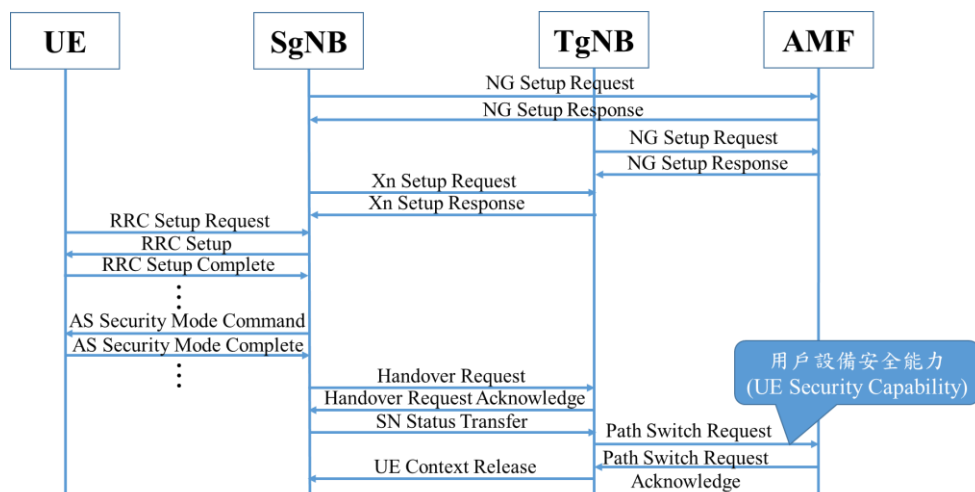 UE
SgNB
TgNB
AMF
NG Setup Request
NG Setup Response
NG Setup Request
NG Setup Response
Xn Setup Request
Xn Setup Response
RRC Setup Request
RRC Setup
RRC Setup Complete
AS Security Mode Command
AS Security Mode Complete
用戶設備安全能力
(UE Security Capability)
Handover Request
Handover Request Acknowledge
SN Status Transfer
Path Switch Request
Path Switch Request
Acknowledge
UE Context Release